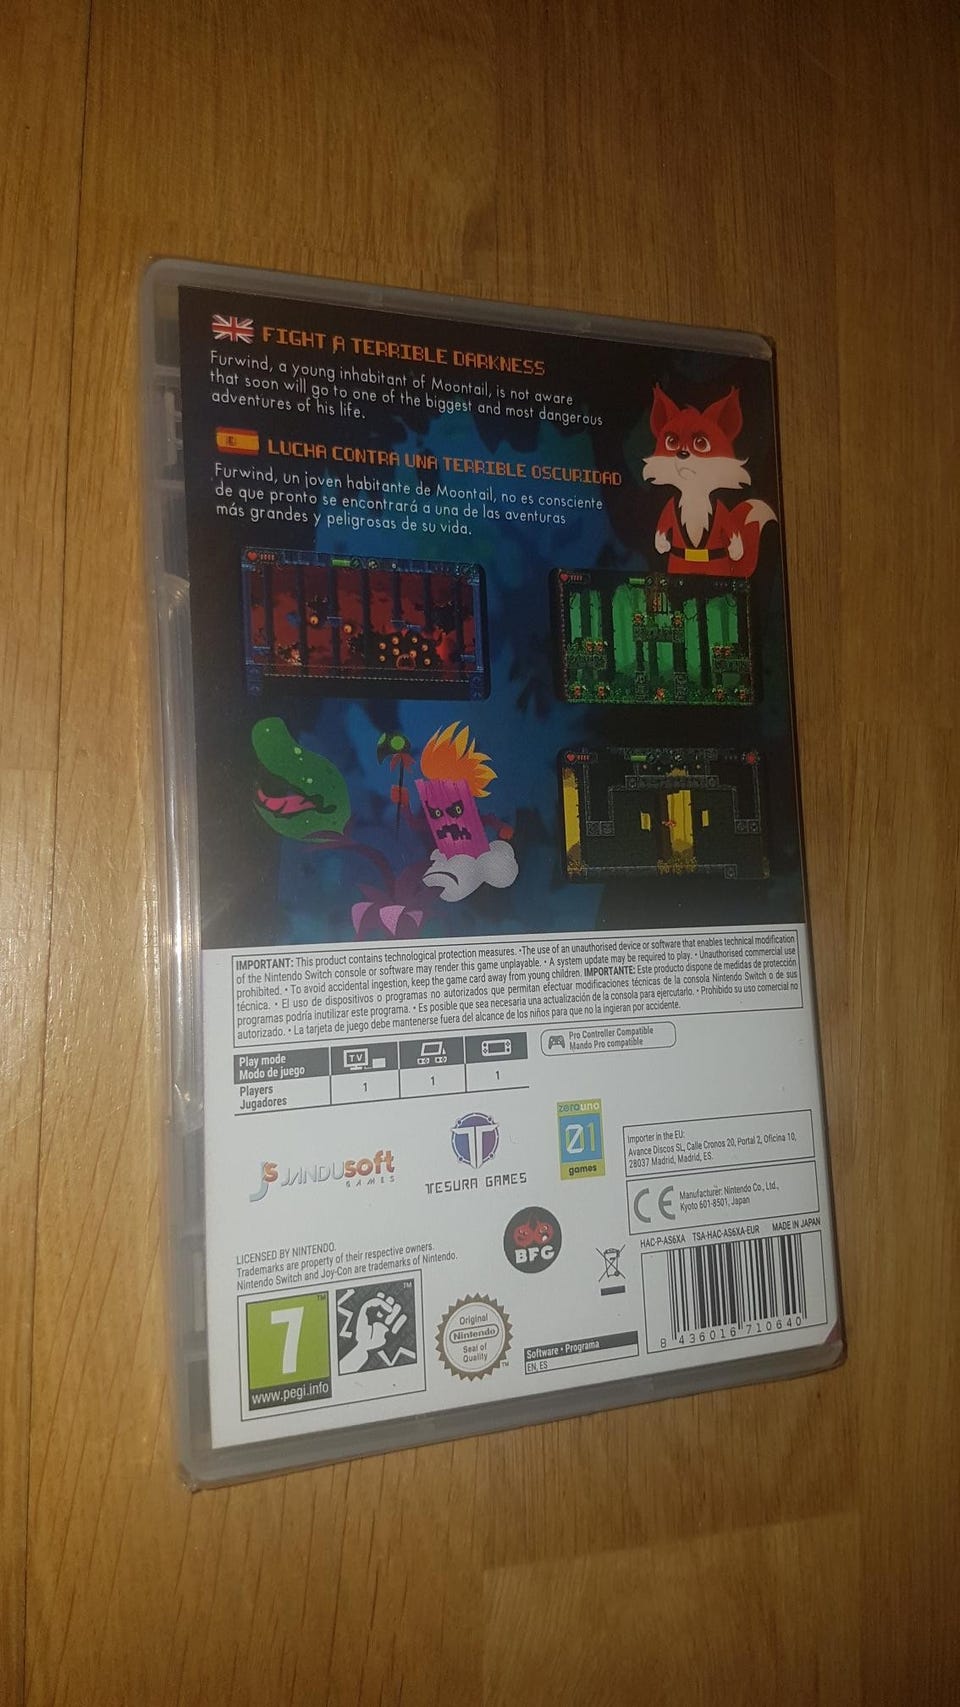 FIGHT A TERRIBLE DARKNESS
Furwind, a young inhabitant of Moontail, is not aware
that soon will go to one of the biggest and most dangerous
adventures of his life.
LUCHA CONTRA UNA TERRIBLE OSCURIDAD
Furwind, un joven habitante de Moontail, no es consciente
de que pronto se encontrará a una de las aventuras
más grandes y peligrosas de su vida.
IMPORTANT: This product contains technological protection measures. •The use of an unauthorised device or software that enables technical modification
of the Nintendo Switch console or software may render this game unplayable. • A system update may be required to play. • Unauthorised commercial use
prohibited. • To avoid accidental ingestion, keep the game card away from young children. IMPORTANTE: Este producto dispone de medidas de protección
técnica. • El uso de dispositivos o programas no autorizados que permitan efectuar modificaciones técnicas de la consola Nintendo Switch o de sus
programas podría inutilizar este programa. • Es posible que sea necesaria una actualización de la consola para ejecutarlo. • Prohibido su uso comercial no
autorizado. • La tarjeta de juego debe mantenerse fuera del alcance de los niños para que no la ingieran por accidente.
Play mode
Modo de juego
TV
Players
Jugadores
1
1
1
Pro Controller Compatible
Mando Pro compatible
JS JANDUSOFT
GAMES
TESURA GAMES
zerouno
01
games
Importer in the EU:
Avance Discos SL, Calle Cronos 20, Portal 2, Oficina 10,
28037 Madrid, Madrid, ES.
CE
Manufacturer: Nintendo Co., Ltd.,
Kyoto 601-8501, Japan
BFG
HAC-P-AS6XA TSA-HAC-AS6XA-EUR MADE IN JAPAN
LICENSED BY NINTENDO.
Trademarks are property of their respective owners.
Nintendo Switch and Joy-Con are trademarks of Nintendo.
7
TM
www.pegi.info
TM
Original
Nintendo
Seal of
Quality
TM
Software • Programa
EN, ES
8 436016 710640